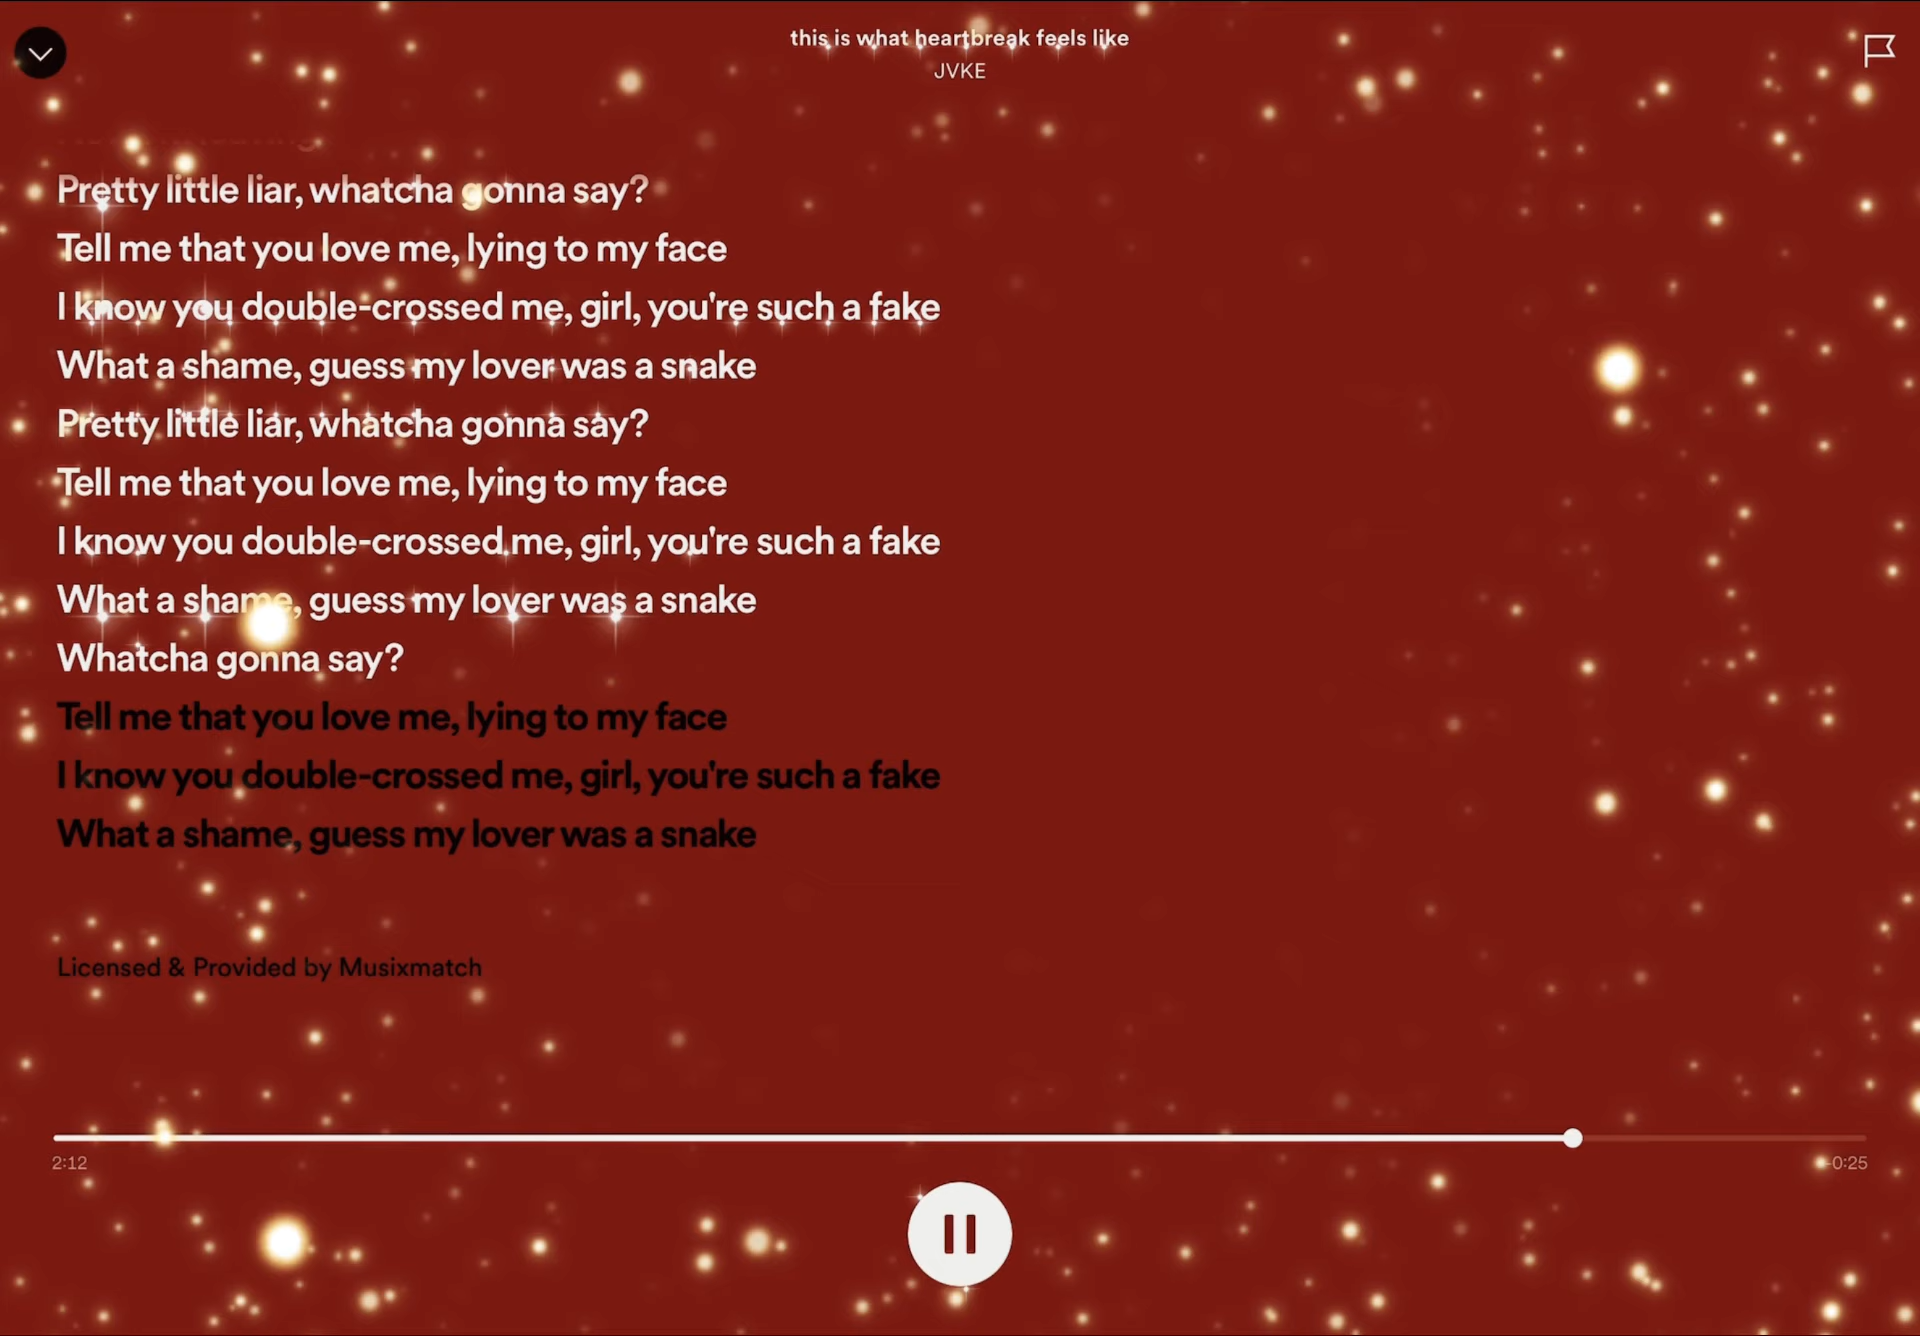 this is what heartbreak feels like
JVKE
Pretty little liar, whatcha gonna say?
Tell me that you love me, lying to my face
I know you double-crossed me, girl, you're such a fake
What a shame, guess my lover was a snake
Pretty little liar, whatcha gonna say?
Tell me that you love me, lying to my face
I know you double-crossed me, girl, you're such a fake
What a shame, guess my lover was a snake
Whatcha gonna say?
Tell me that you love me, lying to my face
I know you double-crossed me, girl, you're such a fake
What a shame, guess my lover was a snake
Licensed & Provided by Musixmatch
2:12
-0:25